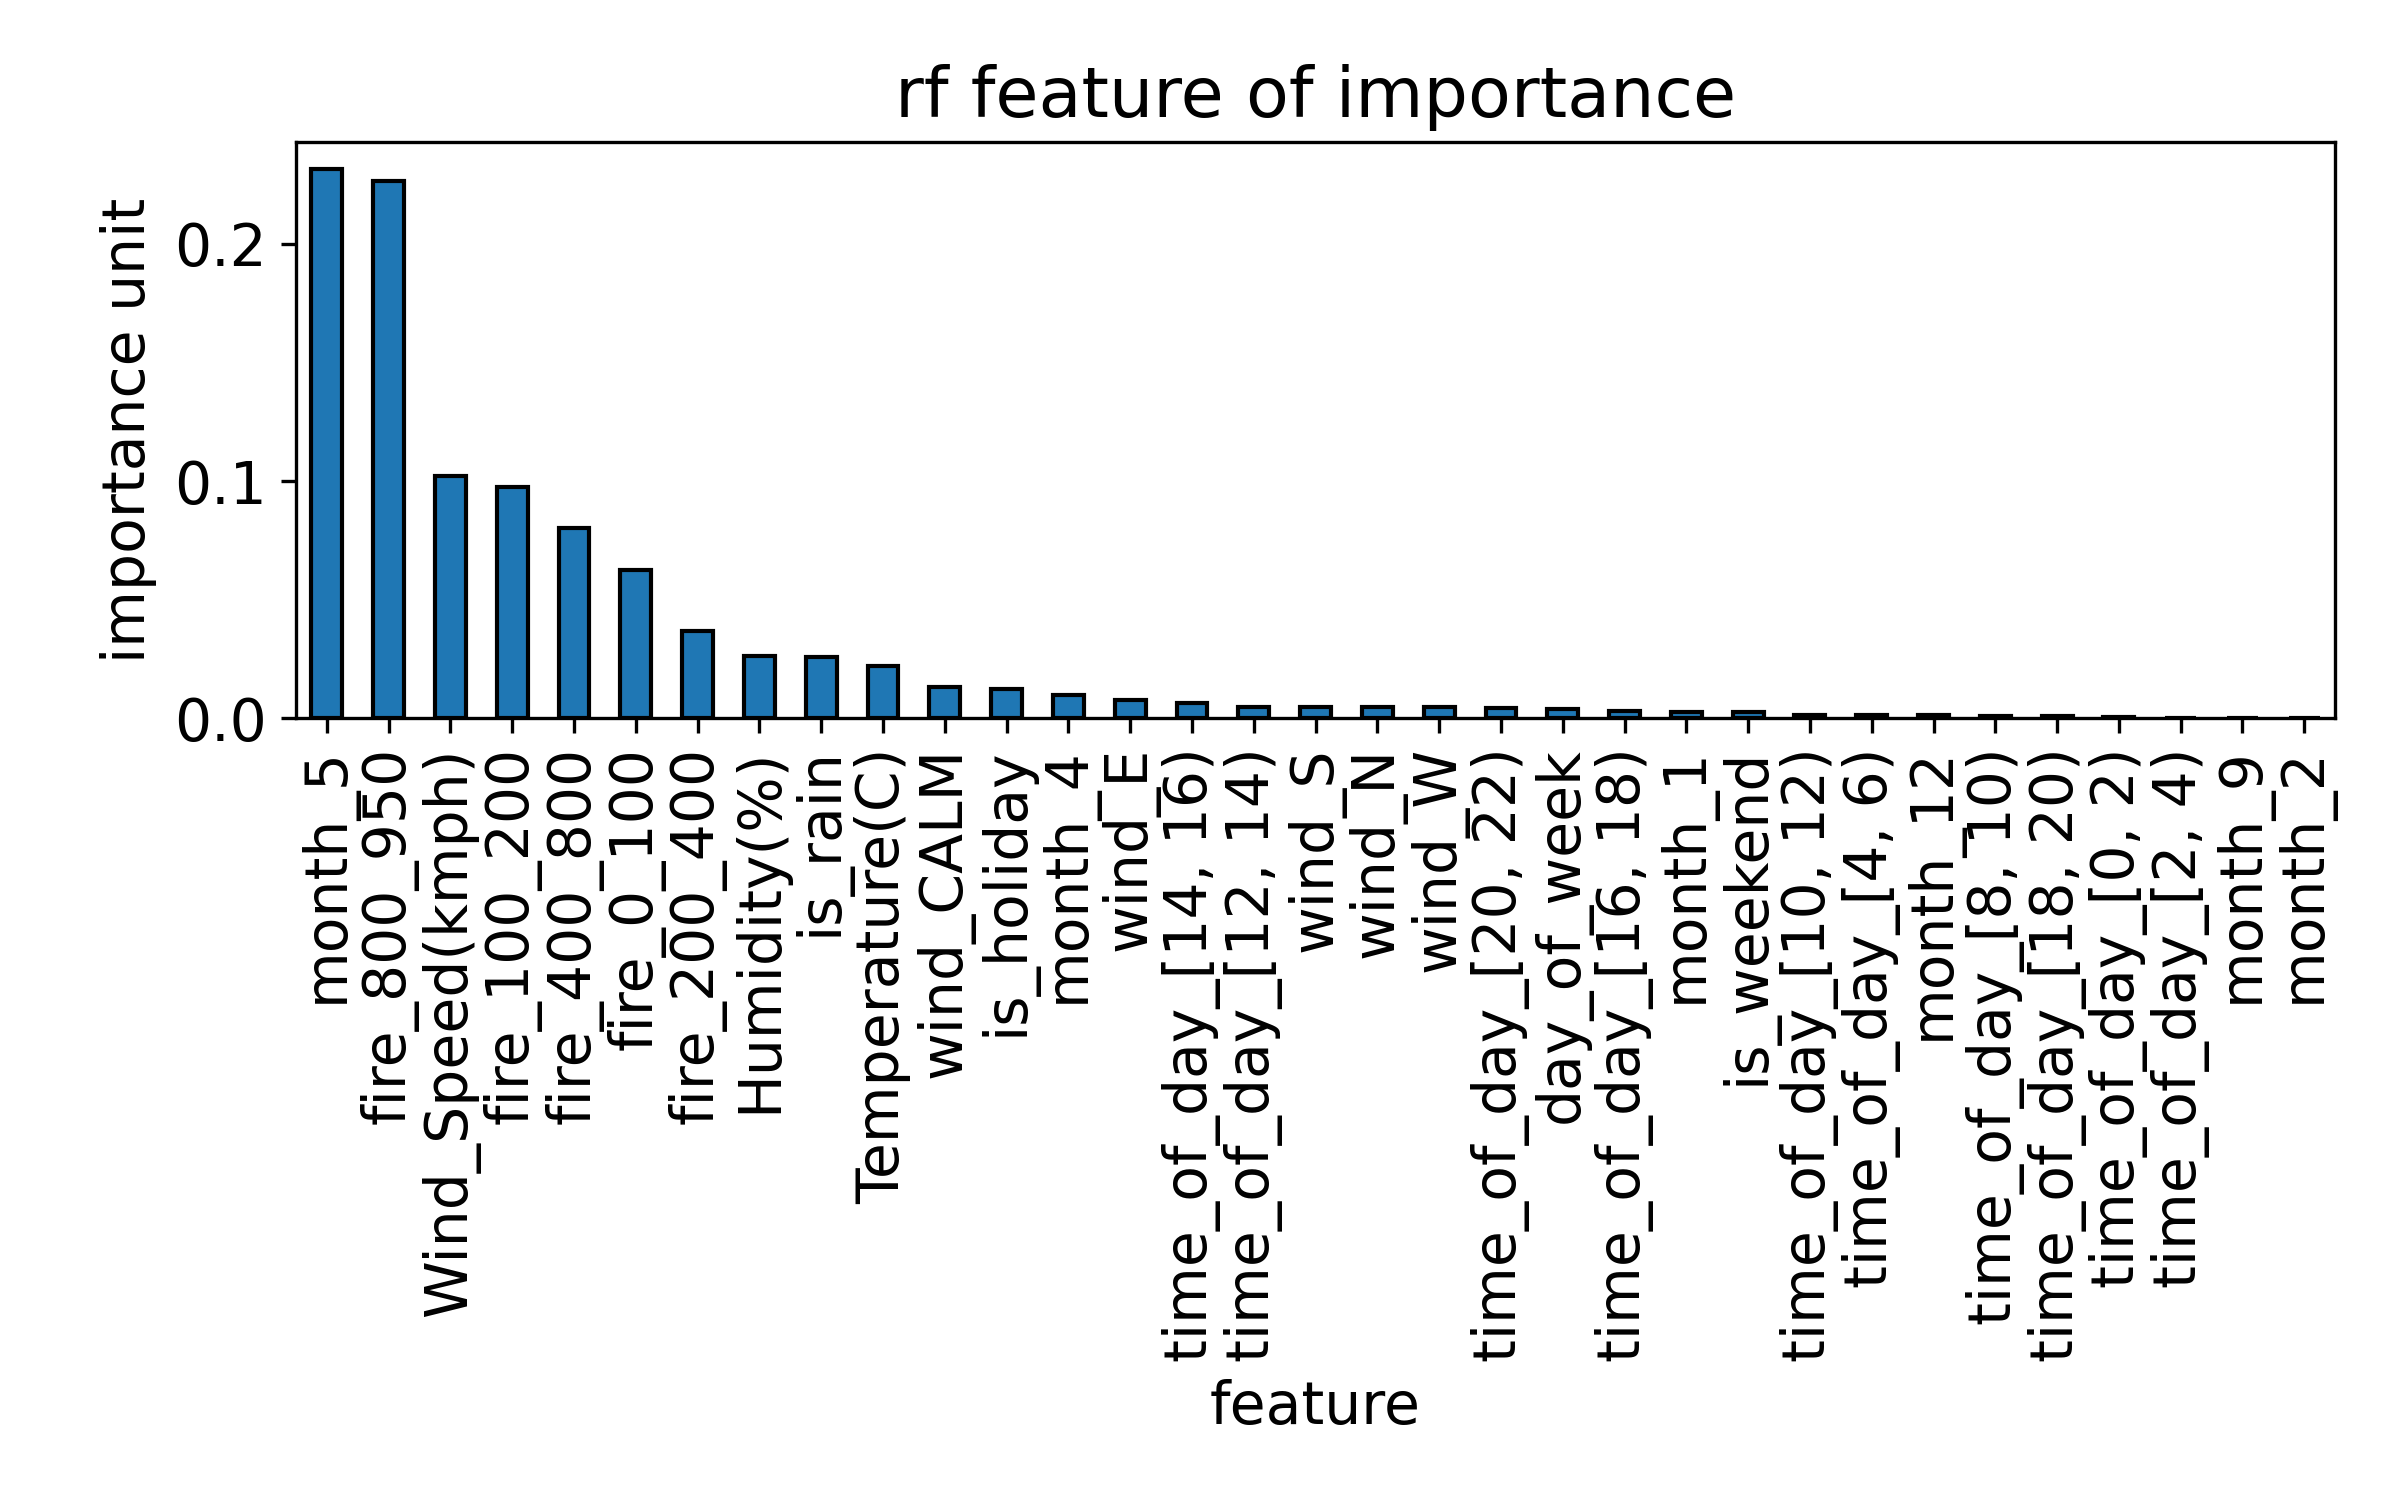 rf feature of importance
importance unit
0.2
0.1
0.0
month_5
fire_800_950
Wind_Speed(kmph)
fire_100_200
fire_400_800
fire_0_100
fire_200_400
Humidity(%)
is_rain
Temperature(C)
wind_CALM
is_holiday
month_4
wind_E
time_of_day_[14, 16)
time_of_day_[12, 14)
wind_S
wind_N
wind_W
time_of_day_[20, 22)
day_of_week
time_of_day_[16, 18)
month_1
is_weekend
time_of_day_[10, 12)
time_of_day_[4, 6)
month_12
time_of_day_[8, 10)
time_of_day_[18, 20)
time_of_day_[0, 2)
time_of_day_[2, 4)
month_9
month_2
feature